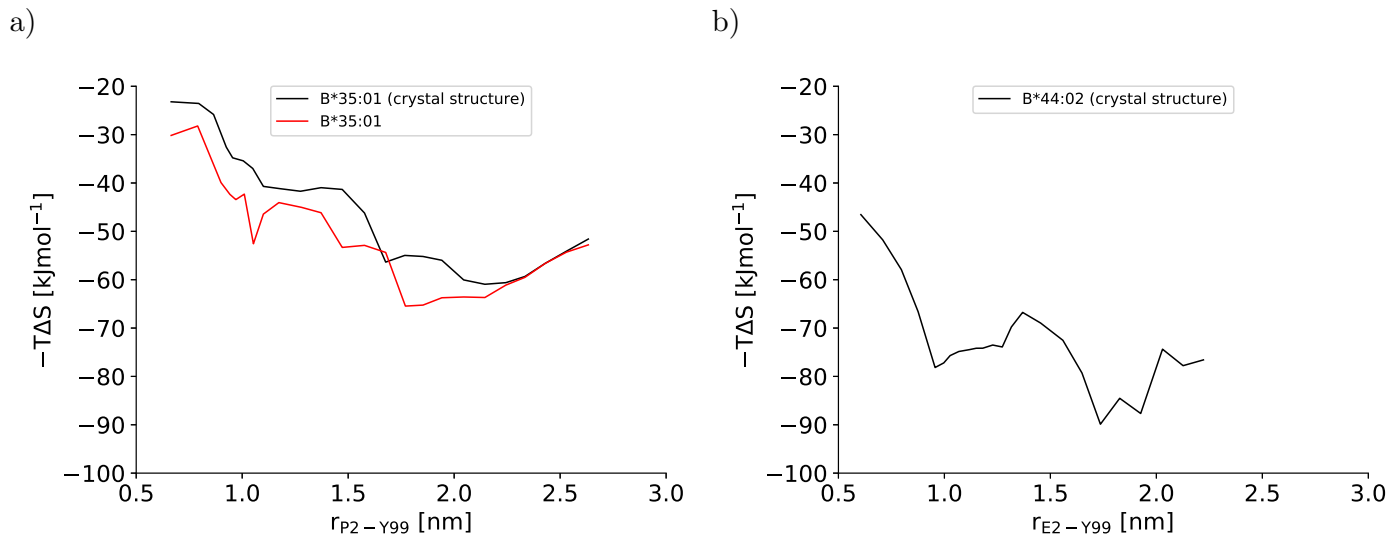 a)
B*35:01 (crystal structure)
B*35:01
−20
−30
−40
−50
−60
−70
−80
−90
−100
−TΔS [kJmol⁻¹]
0.5 1.0 1.5 2.0 2.5 3.0
r_P2−Y99 [nm]
b)
B*44:02 (crystal structure)
−20
−30
−40
−50
−60
−70
−80
−90
−100
−TΔS [kJmol⁻¹]
0.5 1.0 1.5 2.0 2.5 3.0
r_E2−Y99 [nm]